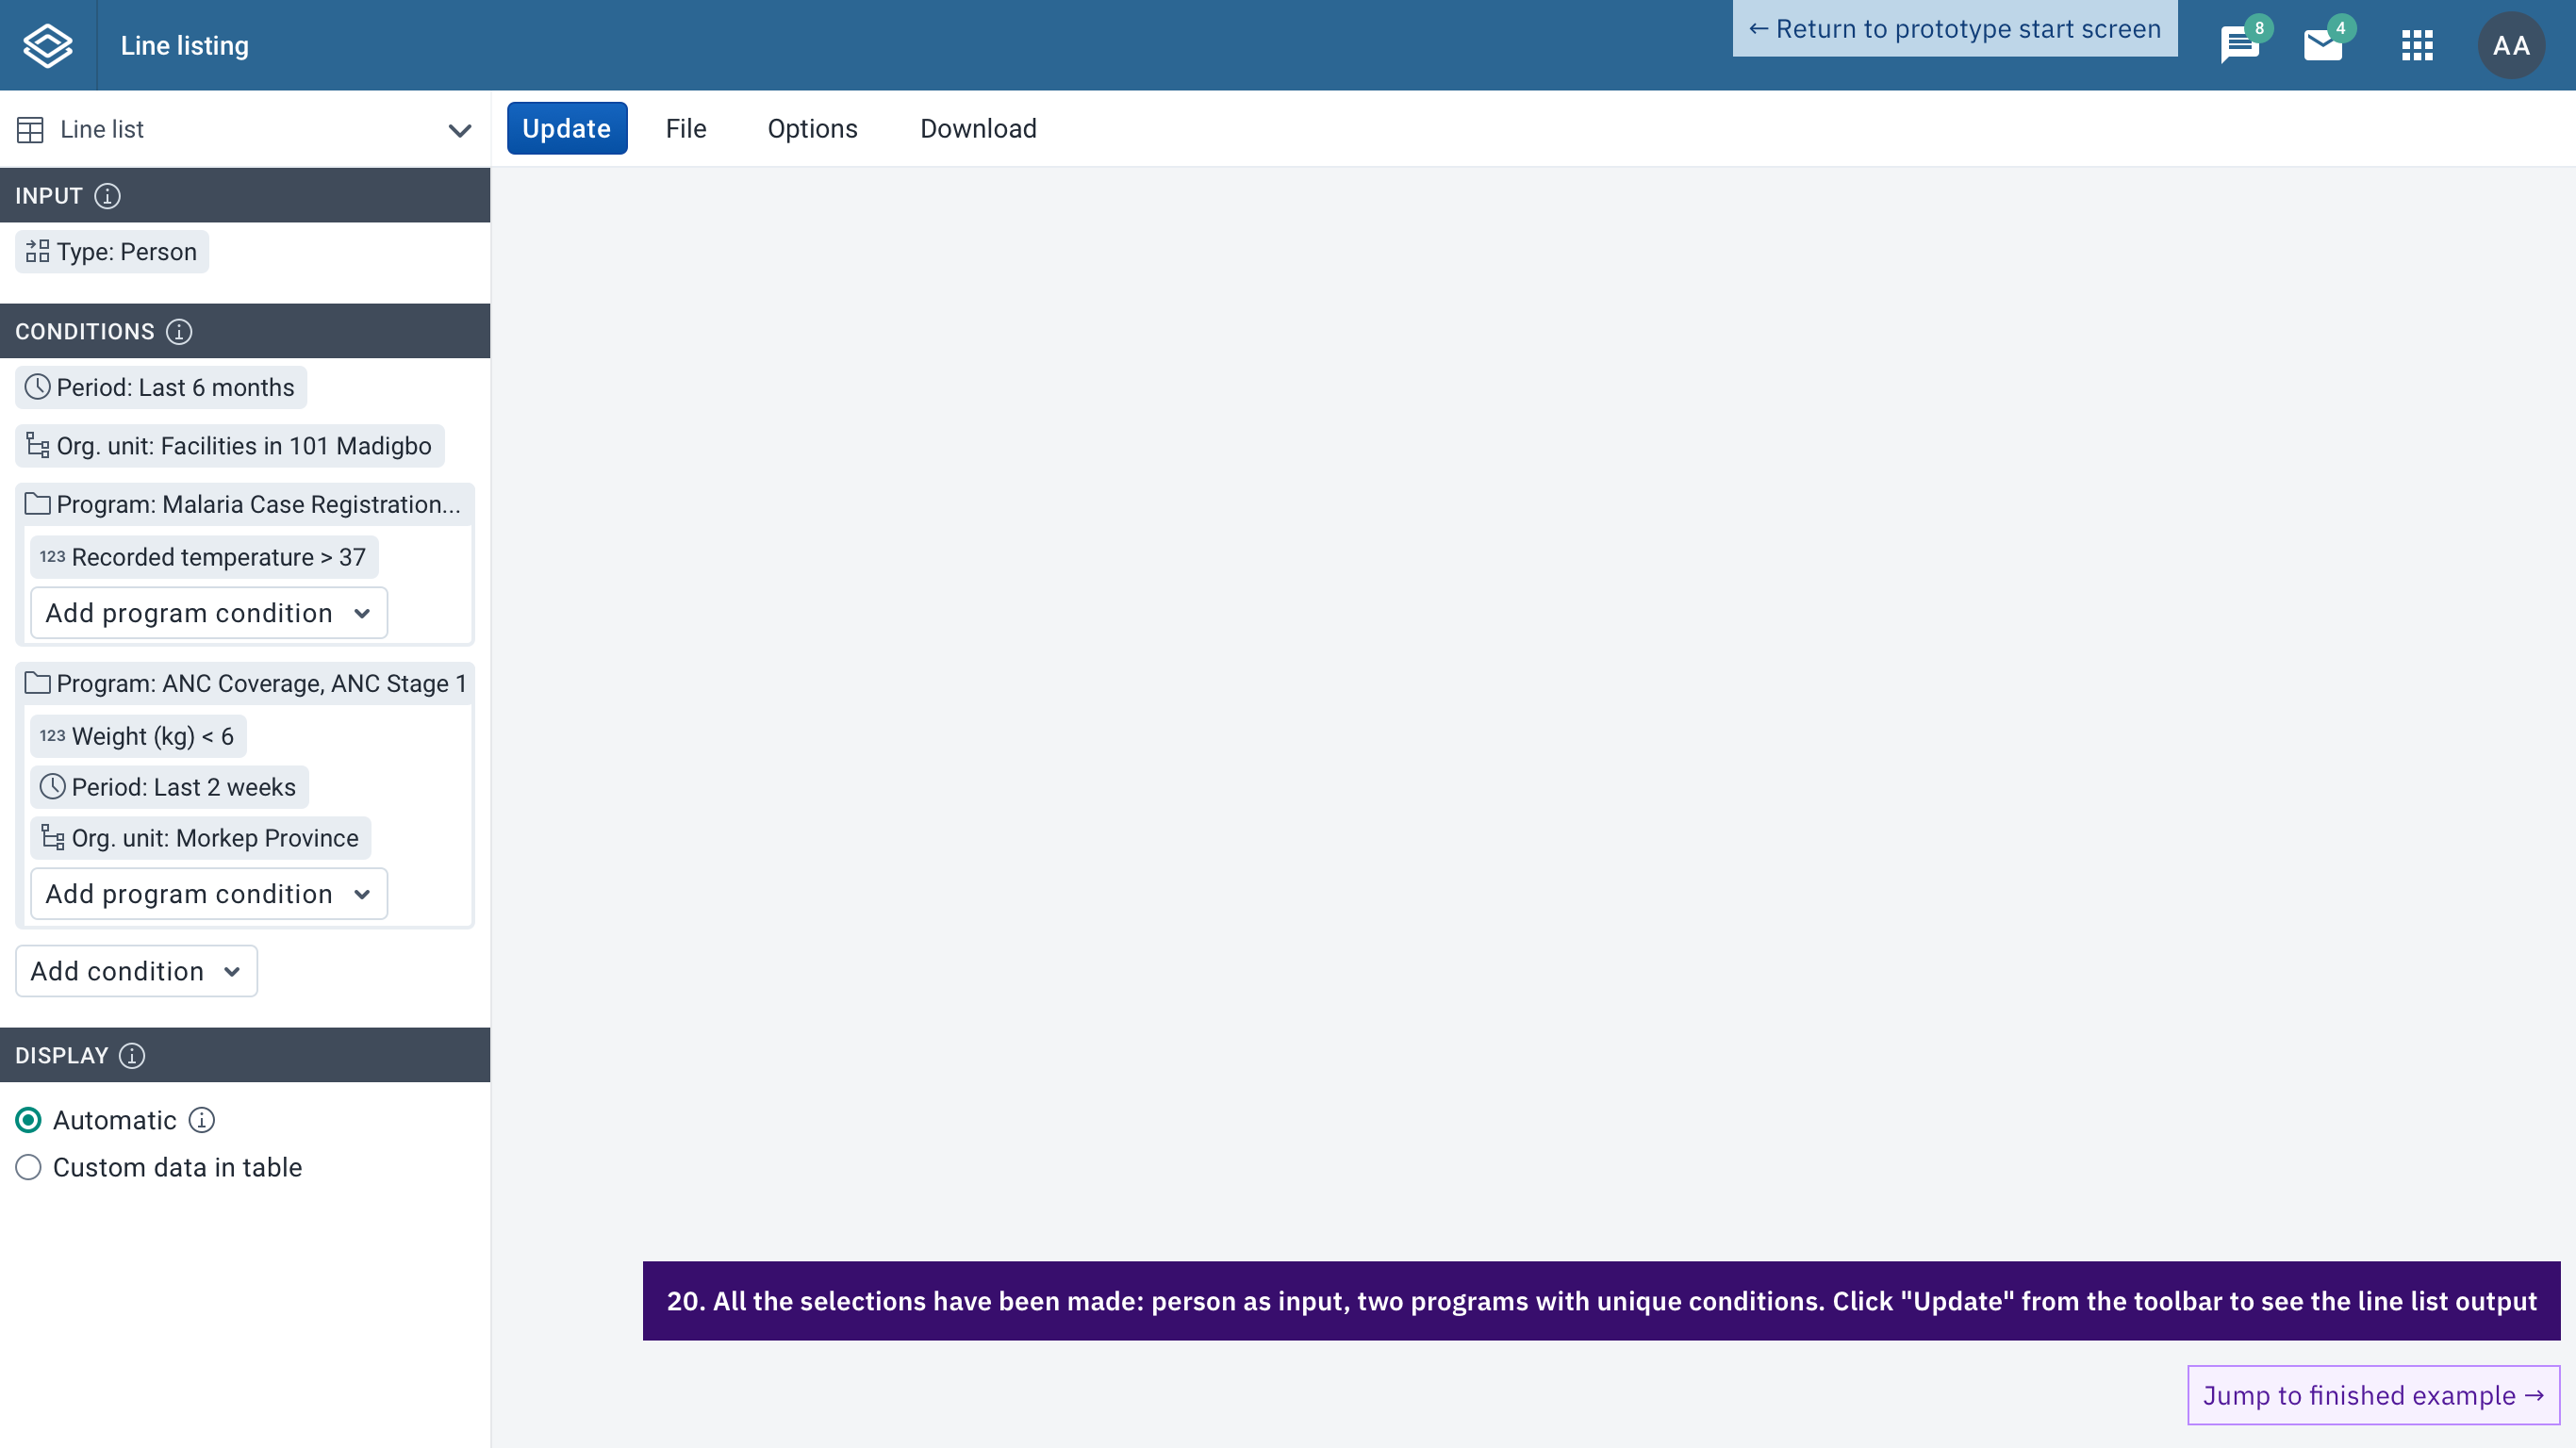 Line listing
← Return to prototype start screen
8
4
AA
Line list
Update
File
Options
Download
INPUT
Type: Person
CONDITIONS
Period: Last 6 months
Org. unit: Facilities in 101 Madigbo
Program: Malaria Case Registration...
123 Recorded temperature > 37
Add program condition
Program: ANC Coverage, ANC Stage 1
123 Weight (kg) < 6
Period: Last 2 weeks
Org. unit: Morkep Province
Add program condition
Add condition
DISPLAY
Automatic
Custom data in table
20. All the selections have been made: person as input, two programs with unique conditions. Click "Update" from the toolbar to see the line list output
Jump to finished example →